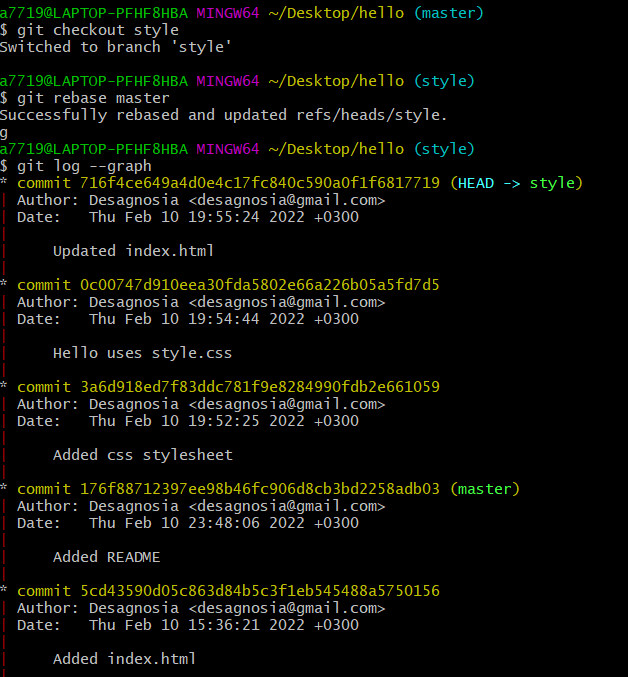 a7719@LAPTOP-PFHF8HBA MINGW64 ~/Desktop/hello (master)
$ git checkout style
Switched to branch 'style'
a7719@LAPTOP-PFHF8HBA MINGW64 ~/Desktop/hello (style)
$ git rebase master
Successfully rebased and updated refs/heads/style.
g
a7719@LAPTOP-PFHF8HBA MINGW64 ~/Desktop/hello (style)
$ git log --graph
* commit 716f4ce649a4d0e4c17fc840c590a0f1f6817719 (HEAD -> style)
| Author: Desagnosia <desagnosia@gmail.com>
| Date:   Thu Feb 10 19:55:24 2022 +0300
|
|     Updated index.html
|
* commit 0c00747d910eea30fda5802e66a226b05a5fd7d5
| Author: Desagnosia <desagnosia@gmail.com>
| Date:   Thu Feb 10 19:54:44 2022 +0300
|
|     Hello uses style.css
|
* commit 3a6d918ed7f83ddc781f9e8284990fdb2e661059
| Author: Desagnosia <desagnosia@gmail.com>
| Date:   Thu Feb 10 19:52:25 2022 +0300
|
|     Added css stylesheet
|
* commit 176f88712397ee98b46fc906d8cb3bd2258adb03 (master)
| Author: Desagnosia <desagnosia@gmail.com>
| Date:   Thu Feb 10 23:48:06 2022 +0300
|
|     Added README
|
* commit 5cd43590d05c863d84b5c3f1eb545488a5750156
| Author: Desagnosia <desagnosia@gmail.com>
| Date:   Thu Feb 10 15:36:21 2022 +0300
|
|     Added index.html
|